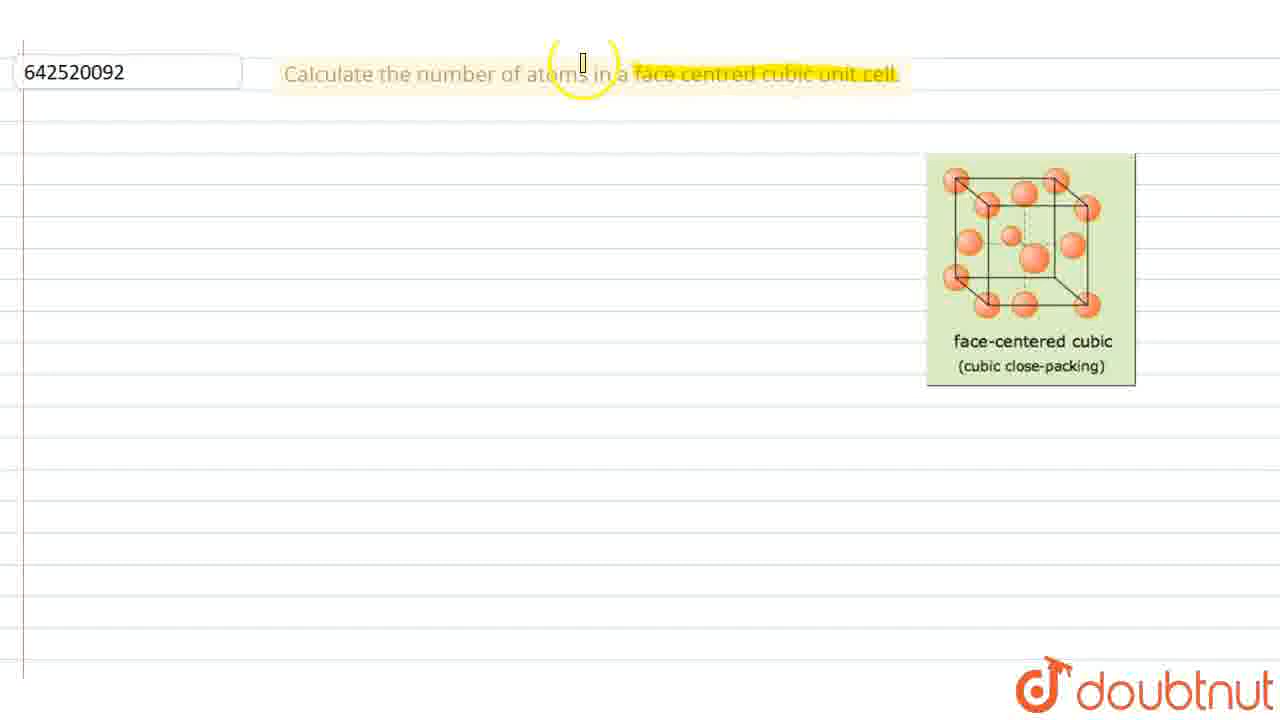 642520092
Calculate the number of atoms in a face centred cubic unit cell.
face-centered cubic
(cubic close-packing)
doubtnut